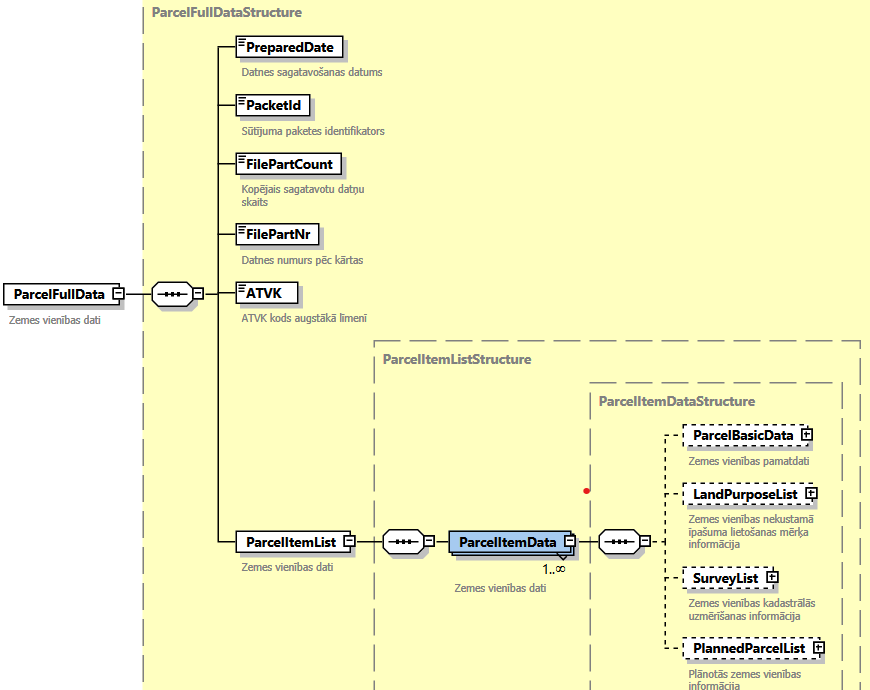 ParcelFullDataStructure
PreparedDate
Datnes sagatavošanas datums
PacketId
Sūtījuma paketes identifikators
FilePartCount
Kopējais sagatavotu datņu
skaits
FilePartNr
Datnes numurs pēc kārtas
ParcelFullData
Zemes vienības dati
ATVK
ATVK kods augstākā līmenī
ParcelItemListStructure
ParcelItemDataStructure
ParcelBasicData
Zemes vienības pamatdati
LandPurposeList
Zemes vienības nekustamā
īpašuma lietošanas mērķa
informācija
ParcelItemList
Zemes vienības dati
ParcelItemData
1..∞
Zemes vienības dati
SurveyList
Zemes vienības kadastrālās
uzmērīšanas informācija
PlannedParcelList
Plānotās zemes vienības
informācija